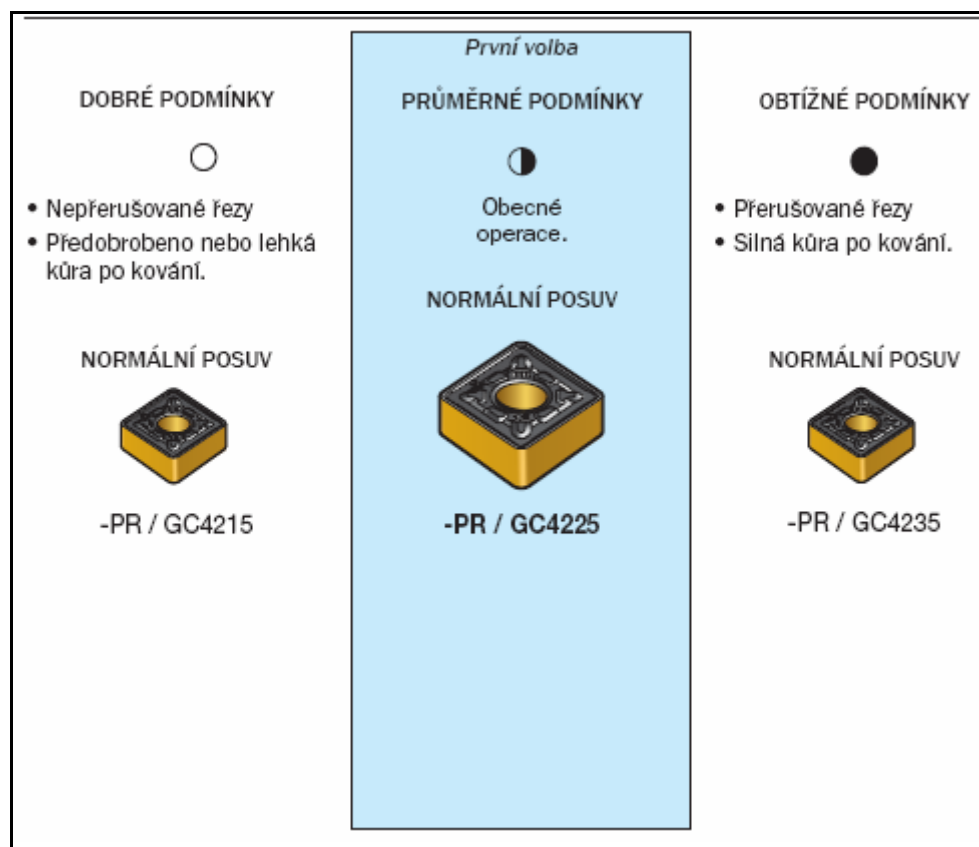 První volba
DOBRÉ PODMÍNKY
• Nepřerušované řezy
• Předobrobeno nebo lehká
kůra po kování.
NORMÁLNÍ POSUV
-PR / GC4215
PRŮMĚRNÉ PODMÍNKY
Obecné
operace.
NORMÁLNÍ POSUV
-PR / GC4225
OBTÍŽNÉ PODMÍNKY
• Přerušované řezy
• Silná kůra po kování.
NORMÁLNÍ POSUV
-PR / GC4235